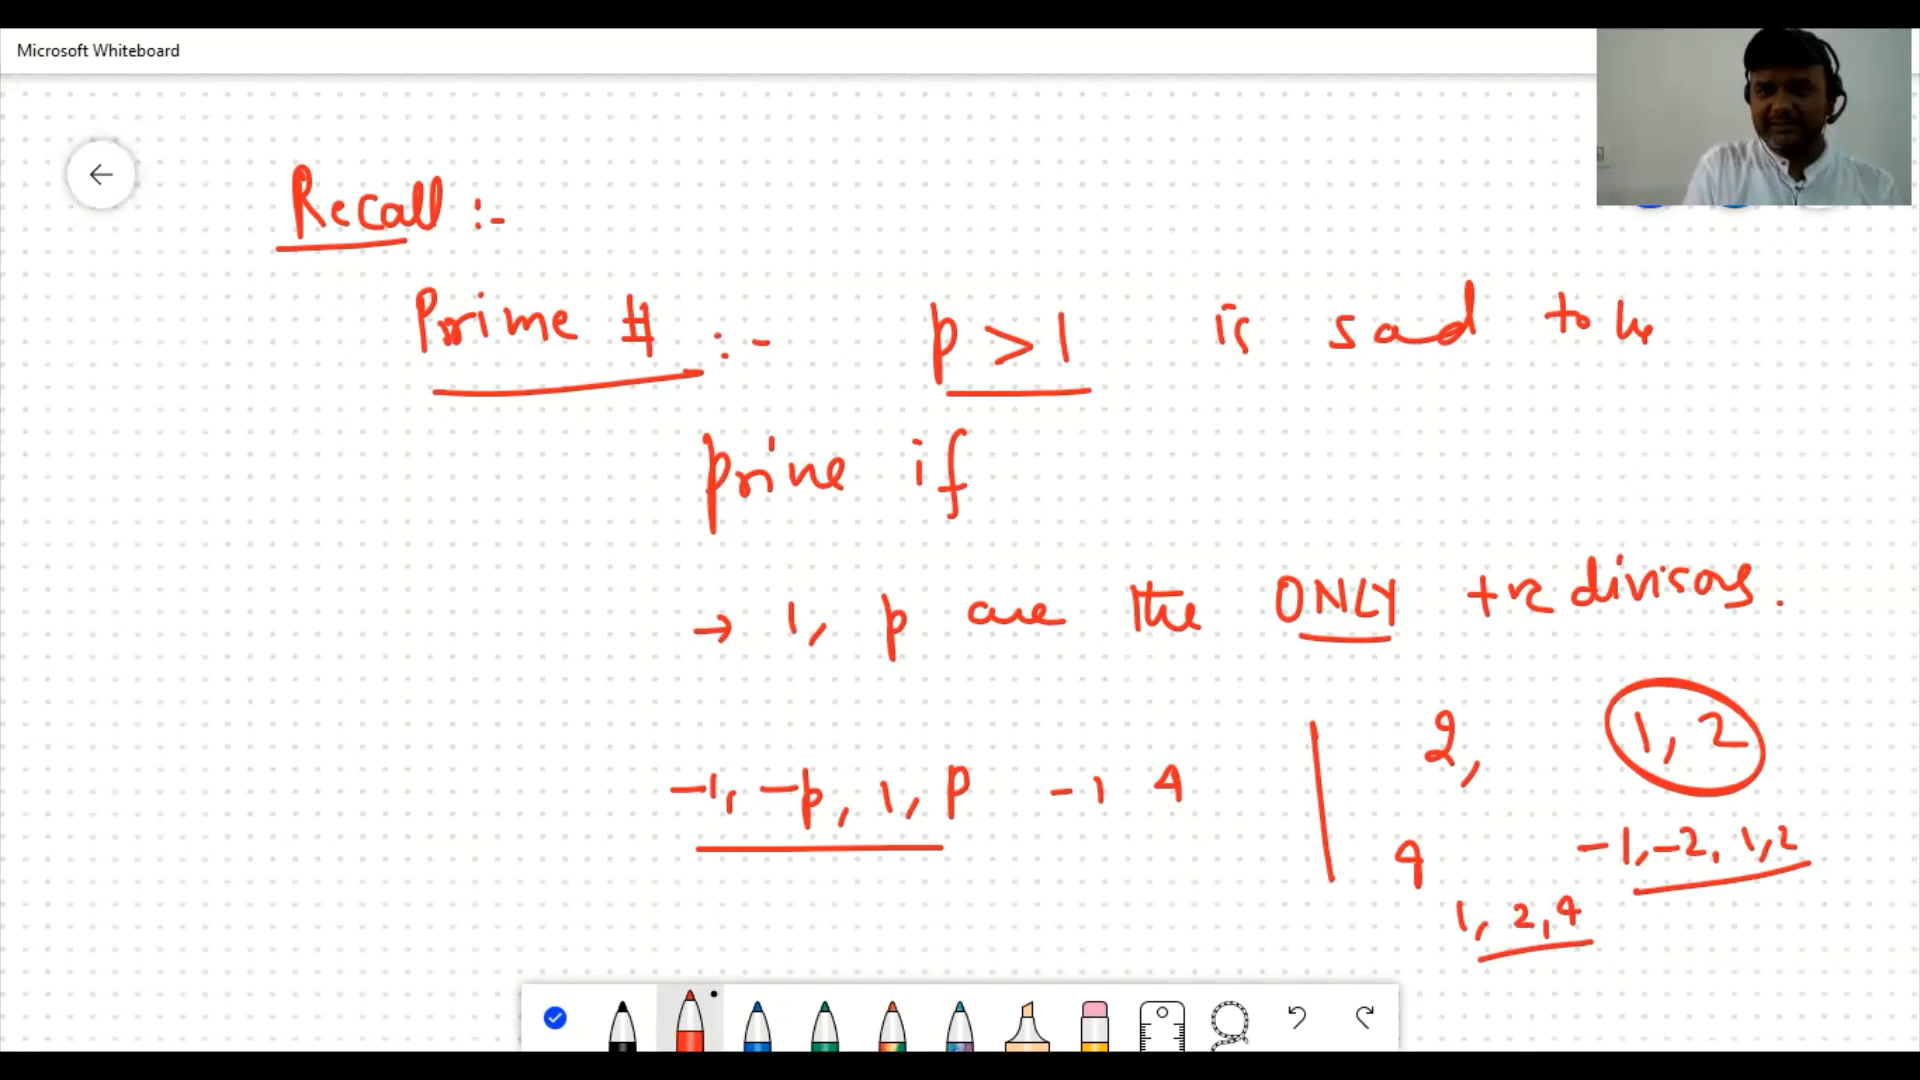 Microsoft Whiteboard
Recall :-
Prime # :- p > 1 is sad to be
prime if
→ 1, p are the ONLY +ve divisors.
-1, -p, 1, p -1 4
2, 1, 2
4 -1, -2, 1, 2
1, 2, 4